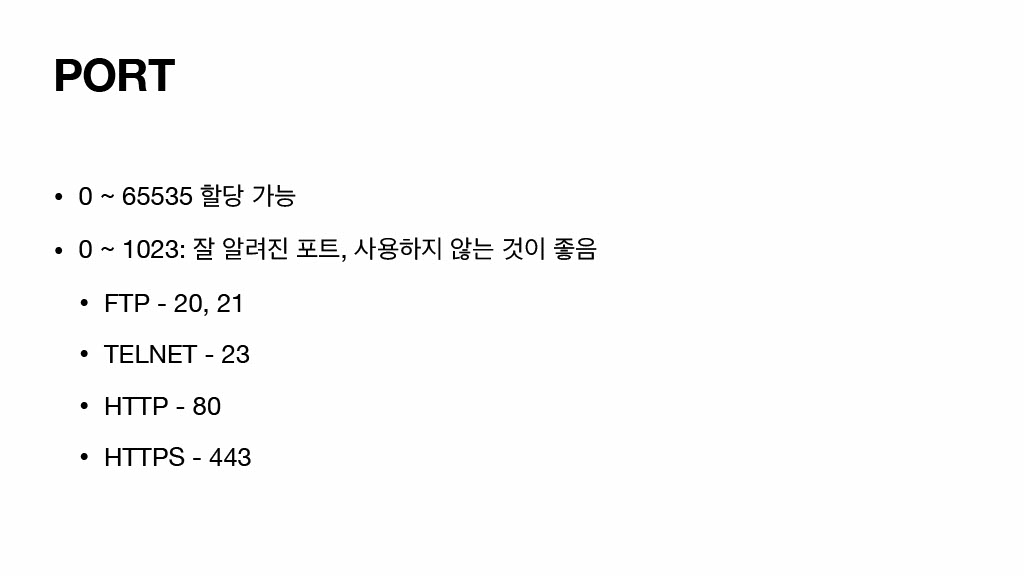 PORT
• 0 ~ 65535 할당 가능
• 0 ~ 1023: 잘 알려진 포트, 사용하지 않는 것이 좋음
• FTP - 20, 21
• TELNET - 23
• HTTP - 80
• HTTPS - 443